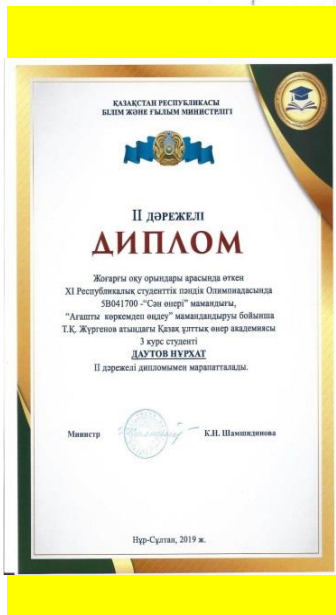 ҚАЗАҚСТАН РЕСПУБЛИКАСЫ
БІЛІМ ЖӘНЕ ҒЫЛЫМ МИНИСТРЛІГІ
II ДӘРЕЖЕЛІ
ДИПЛОМ
Жоғарғы оқу орындары арасында өткен
XI Республикалық студенттік пәндік Олимпиадасында
5В041700 -“Сән өнері” мамандығы,
“Ағашты көркемдеп өңдеу” мамандандыруы бойынша
Т.Қ. Жүргенов атындағы Қазақ ұлттық өнер академиясы
3 курс студенті
ДАУТОВ НҰРХАТ
II дәрежелі дипломымен марапатталады.
Министр К.Н. Шамшидинова
Нұр-Сұлтан, 2019 ж.